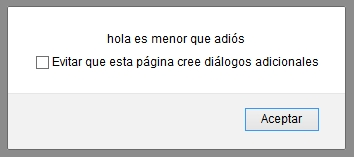 hola es menor que adiós
Evitar que esta página cree diálogos adicionales
Aceptar